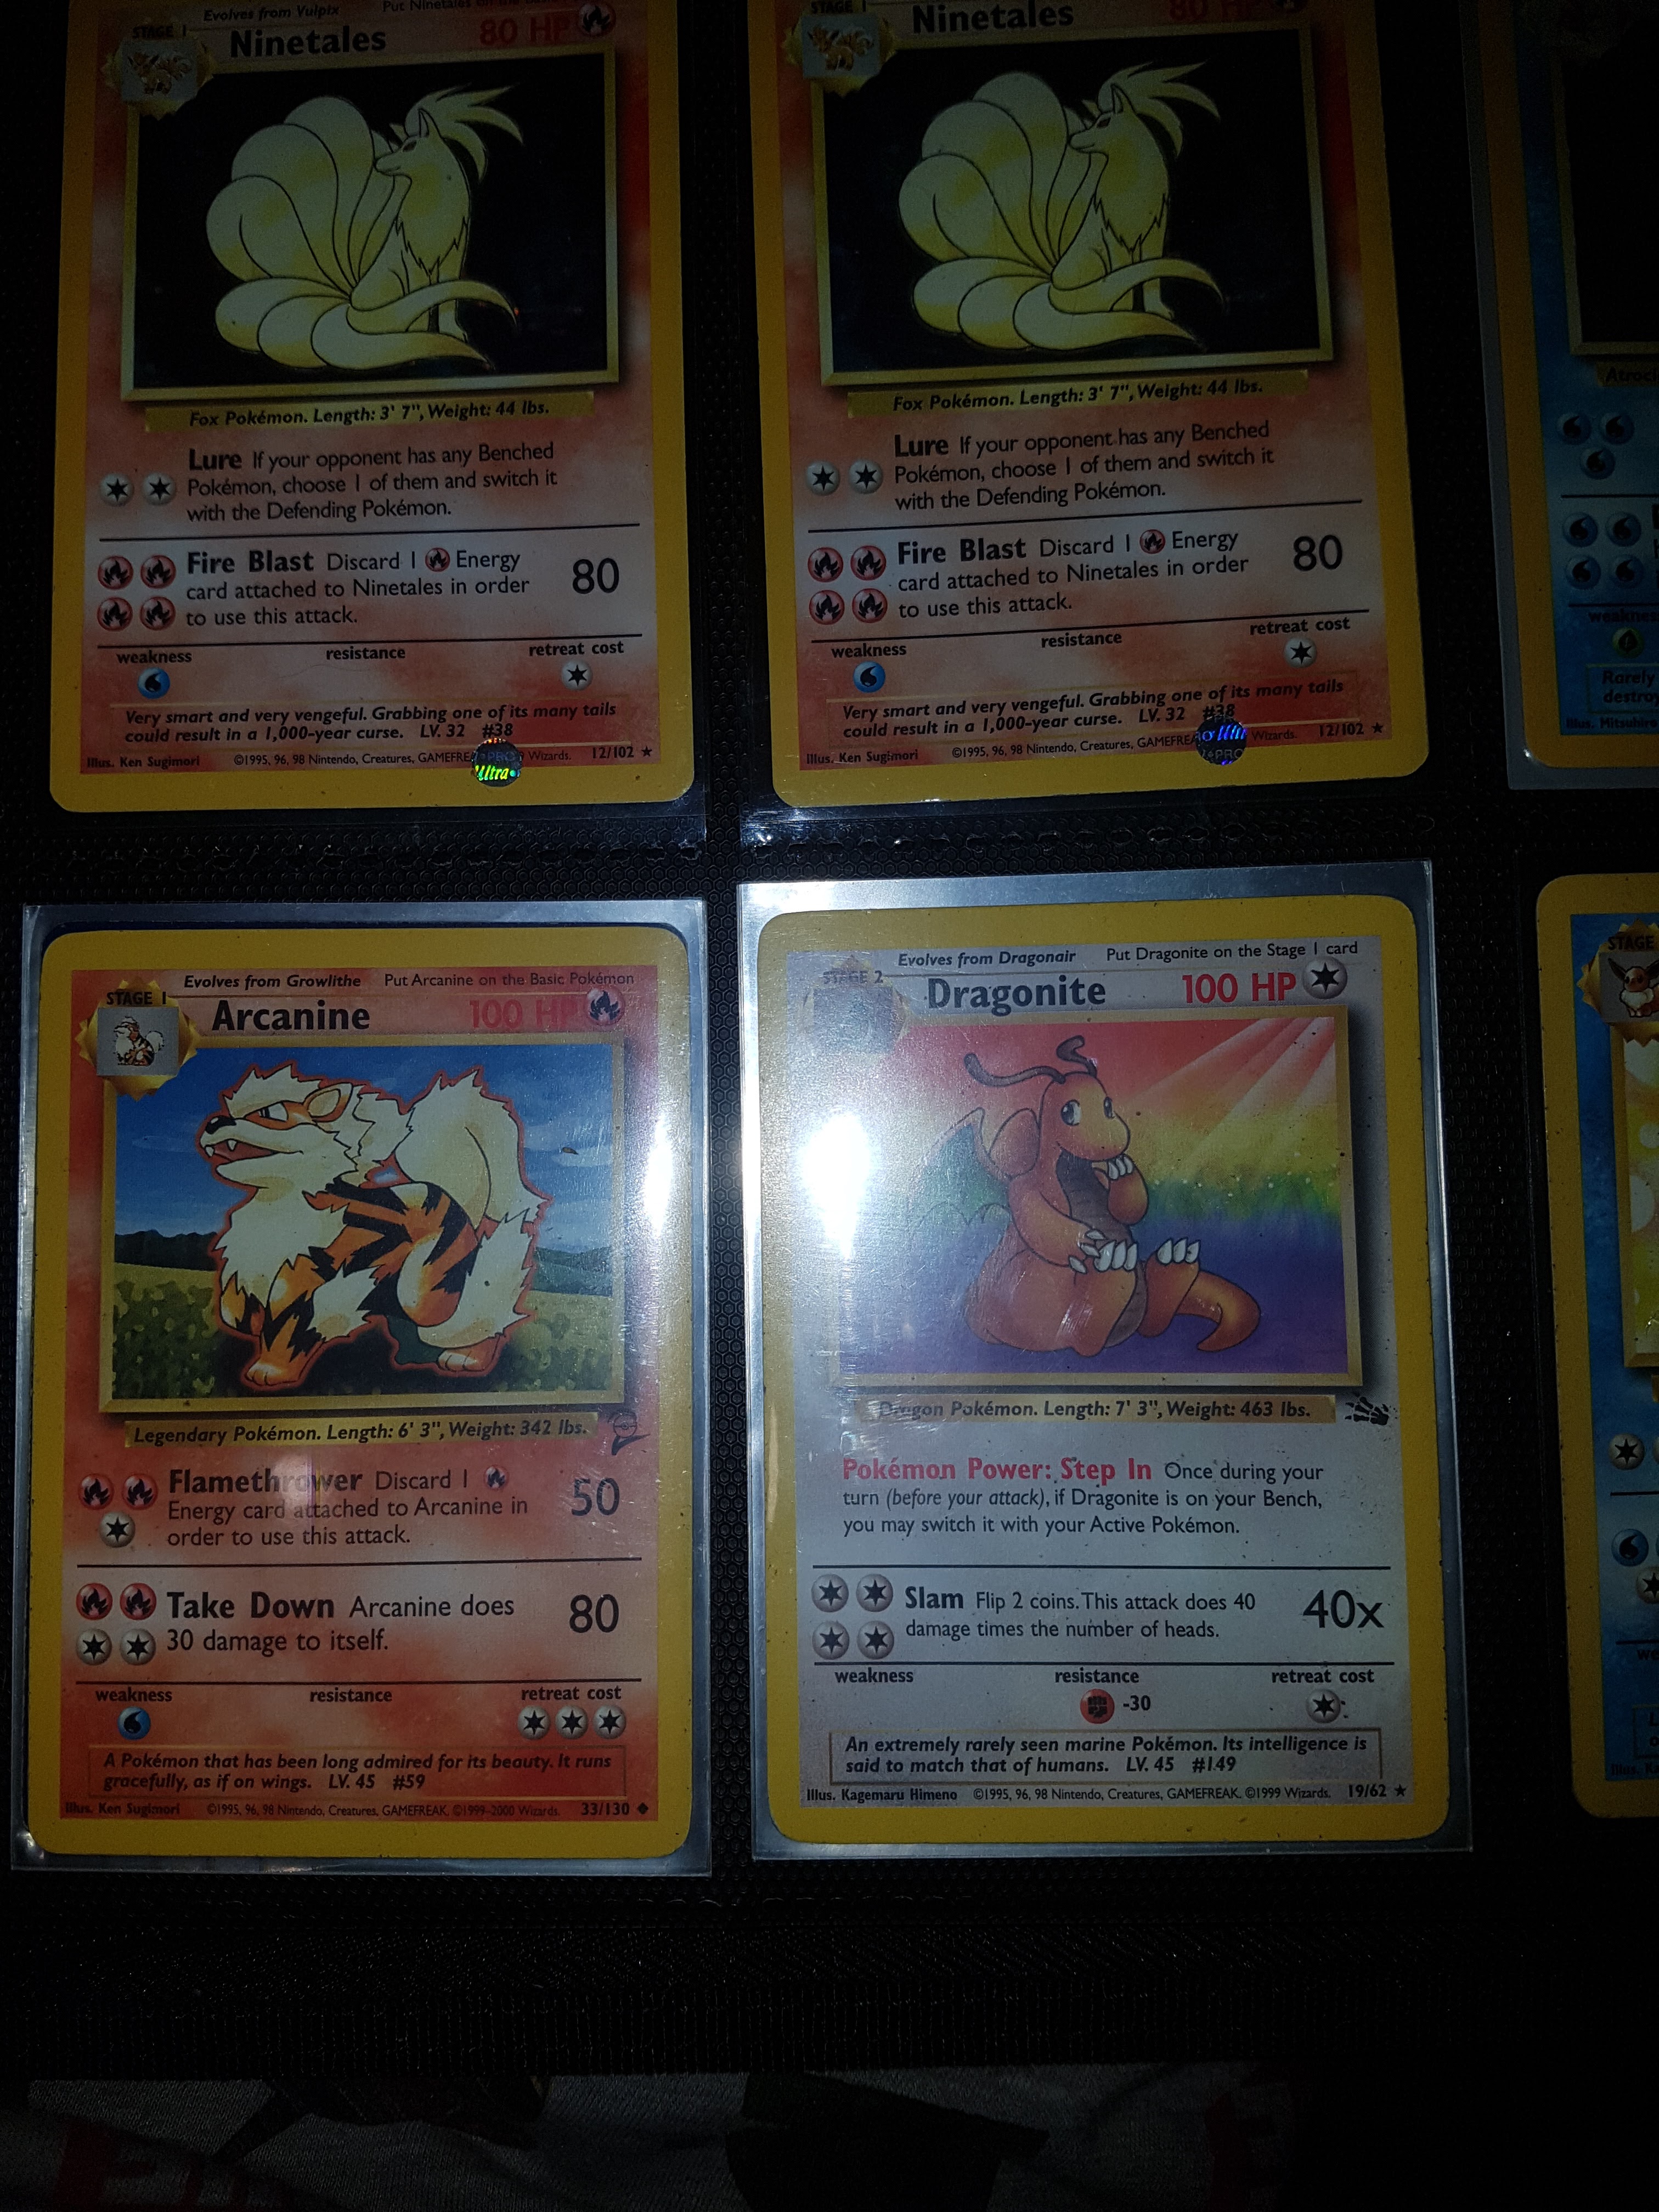 Evolves from Vulpix
STAGE 1
Ninetales
80 HP
Fox Pokémon. Length: 3' 7", Weight: 44 lbs.
Lure If your opponent has any Benched
Pokémon, choose 1 of them and switch it
with the Defending Pokémon.
Fire Blast Discard 1 Energy
card attached to Ninetales in order
to use this attack.
80
weakness
resistance
retreat cost
Very smart and very vengeful. Grabbing one of its many tails
could result in a 1,000-year curse. LV. 32 #38
Illus. Ken Sugimori
©1995, 96, 98 Nintendo, Creatures, Wizards.
12/102
Ultra
STAGE 1
Ninetales
80 HP
Fox Pokémon. Length: 3' 7", Weight: 44 lbs.
Lure If your opponent has any Benched
Pokémon, choose 1 of them and switch it
with the Defending Pokémon.
Fire Blast Discard 1 Energy
card attached to Ninetales in order
to use this attack.
80
weakness
resistance
retreat cost
Very smart and very vengeful. Grabbing one of its many tails
could result in a 1,000-year curse. LV. 32 #38
Illus. Ken Sugimori
©1995, 96, 98 Nintendo, Creatures, Wizards.
12/102
weakness
Rarely
destroy
Illus. Mitsuhiro
Evolves from Growlithe Put Arcanine on the Basic Pokémon
STAGE 1
Arcanine
100 HP
Legendary Pokémon. Length: 6' 3", Weight: 342 lbs.
Flamethrower Discard 1
Energy card attached to Arcanine in
order to use this attack.
50
Take Down Arcanine does
30 damage to itself.
80
weakness
resistance
retreat cost
A Pokémon that has been long admired for its beauty. It runs
gracefully, as if on wings. LV. 45 #59
Illus. Ken Sugimori ©1995, 96, 98 Nintendo, Creatures, GAMEFREAK. ©1999-2000 Wizards. 33/130
Evolves from Dragonair Put Dragonite on the Stage 1 card
STAGE 2
Dragonite
100 HP
Dragon Pokémon. Length: 7' 3", Weight: 463 lbs.
Pokémon Power: Step In Once during your
turn (before your attack), if Dragonite is on your Bench,
you may switch it with your Active Pokémon.
Slam Flip 2 coins. This attack does 40
damage times the number of heads.
40x
weakness
resistance
-30
retreat cost
An extremely rarely seen marine Pokémon. Its intelligence is
said to match that of humans. LV. 45 #149
Illus. Kagemaru Himeno ©1995, 96, 98 Nintendo, Creatures, GAMEFREAK. ©1999 Wizards. 19/62
STAGE